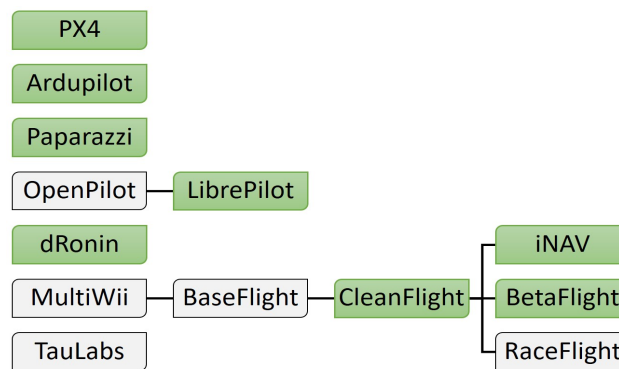 PX4
Ardupilot
Paparazzi
OpenPilot LibrePilot
dRonin iNAV
MultiWii BaseFlight CleanFlight BetaFlight
TauLabs RaceFlight